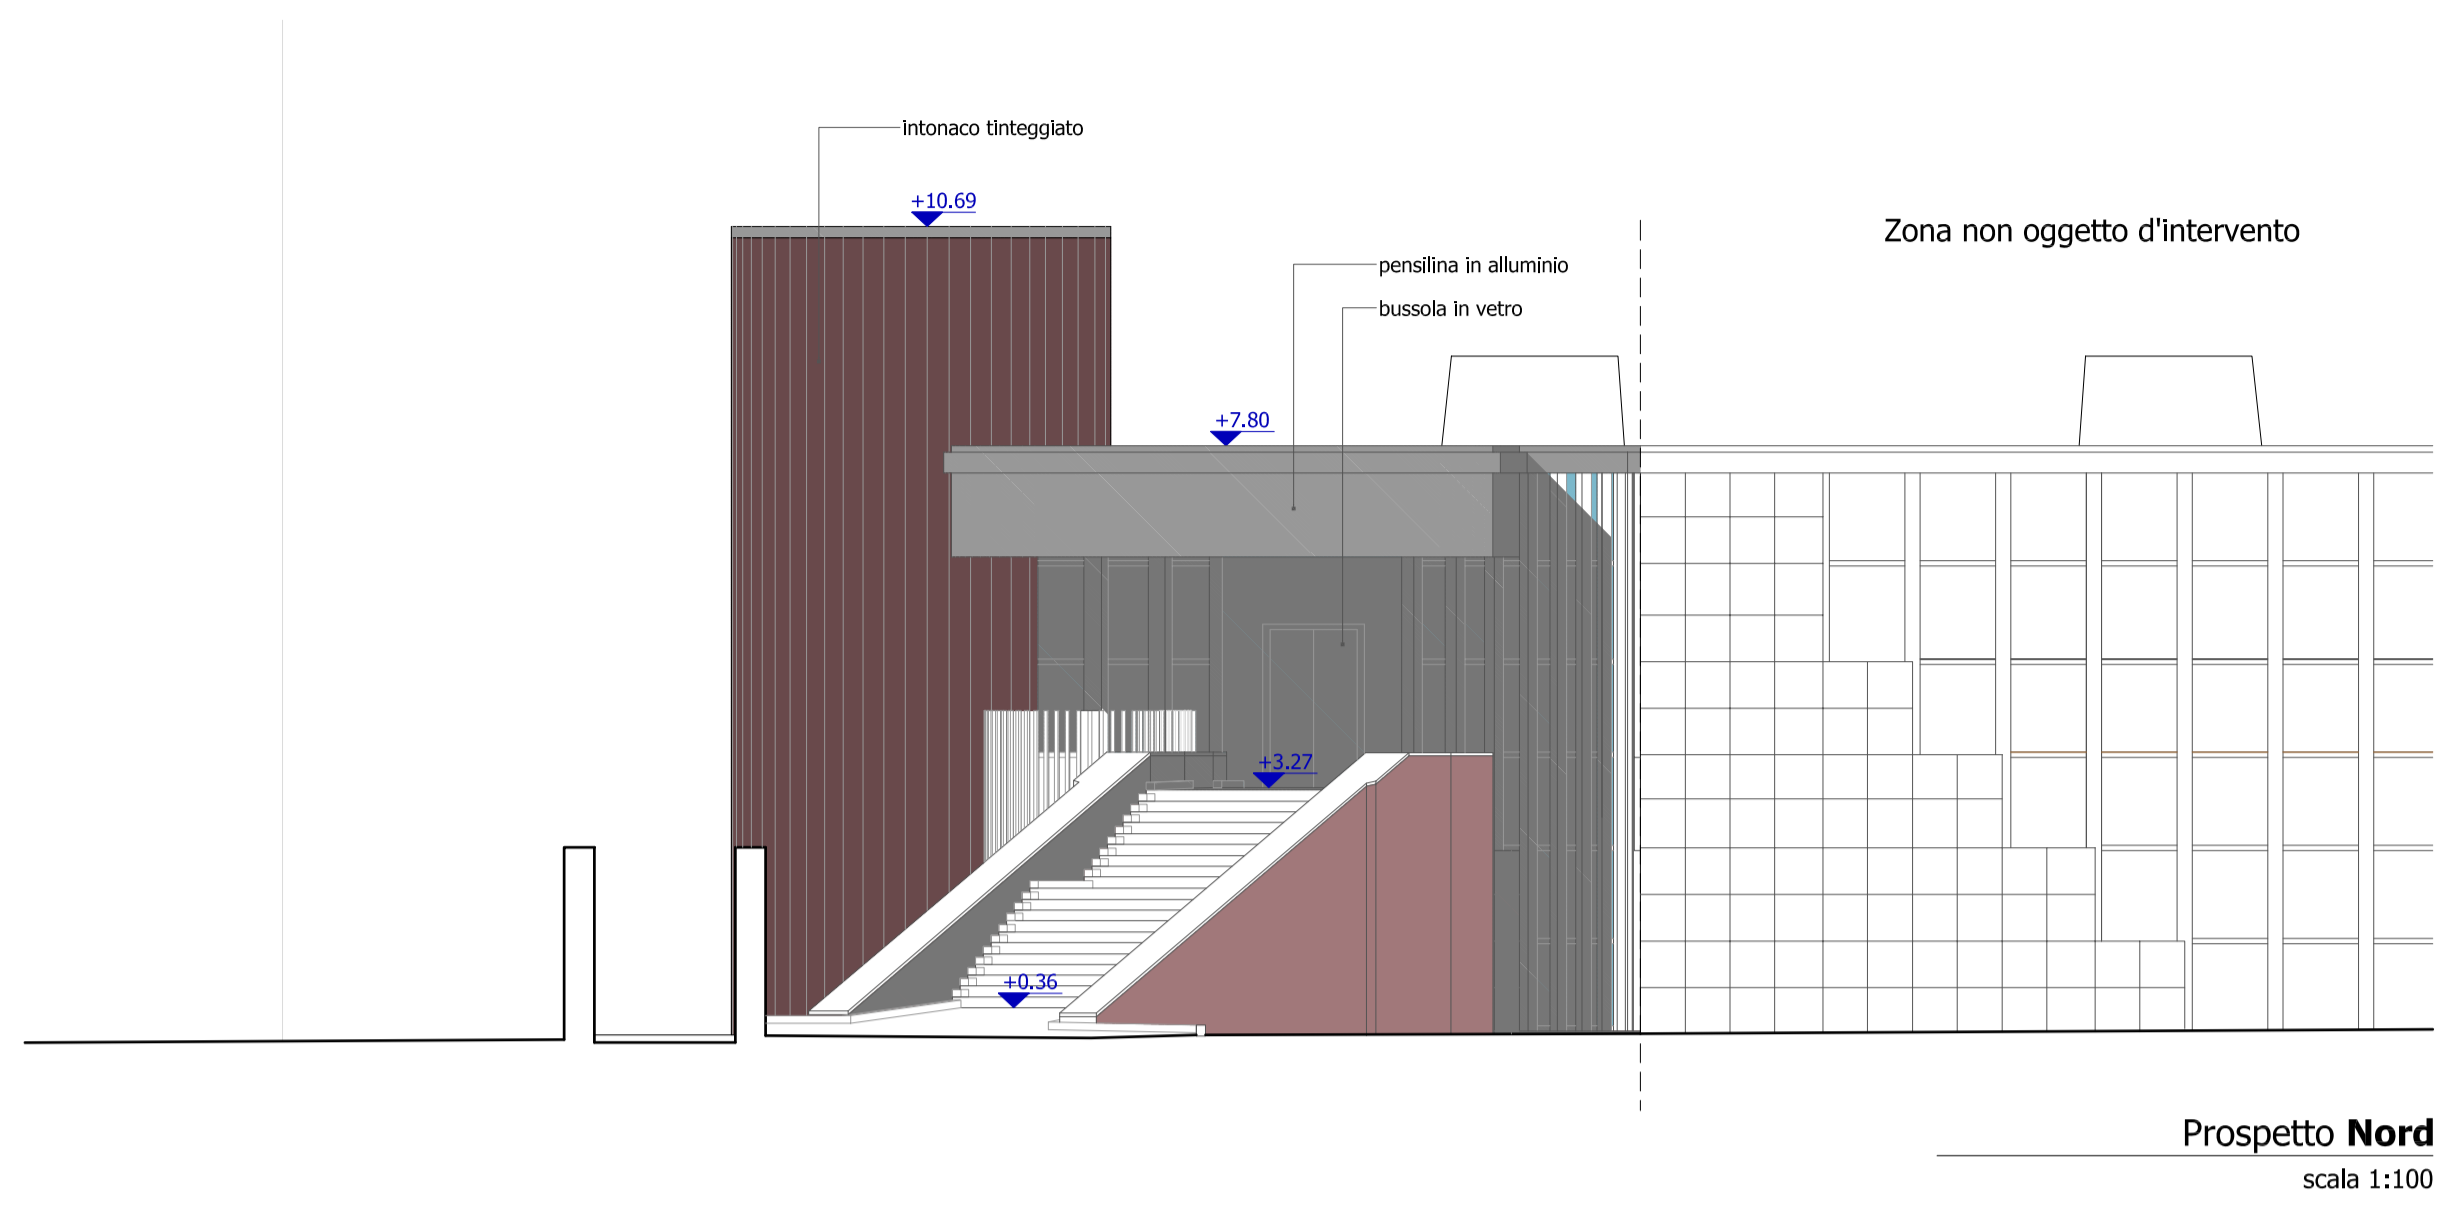 intonaco tinteggiato
+10.69
Zona non oggetto d'intervento
pensilina in alluminio
bussola in vetro
+7.80
+3.27
+0.36
Prospetto Nord
scala 1:100